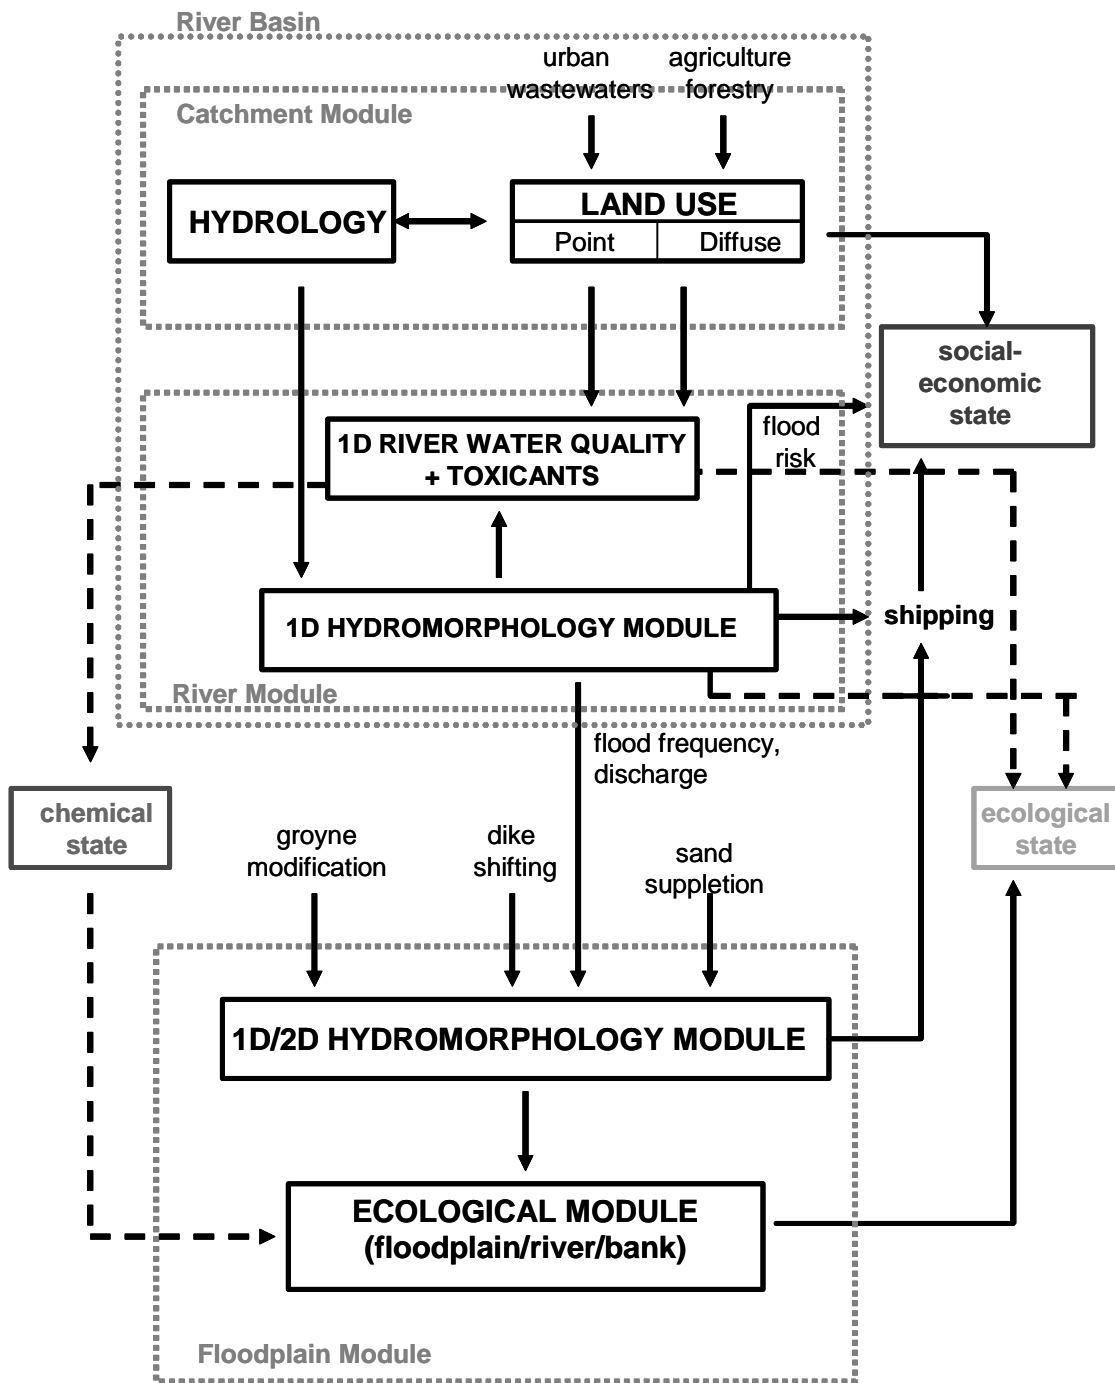 River Basin
urban
wastewaters
agriculture
forestry
Catchment Module
HYDROLOGY
LAND USE
Point
Diffuse
social-
economic
state
1D RIVER WATER QUALITY
+ TOXICANTS
flood
risk
1D HYDROMORPHOLOGY MODULE
shipping
River Module
flood frequency,
discharge
chemical
state
ecological
state
groyne
modification
dike
shifting
sand
suppletion
1D/2D HYDROMORPHOLOGY MODULE
ECOLOGICAL MODULE
(floodplain/river/bank)
Floodplain Module